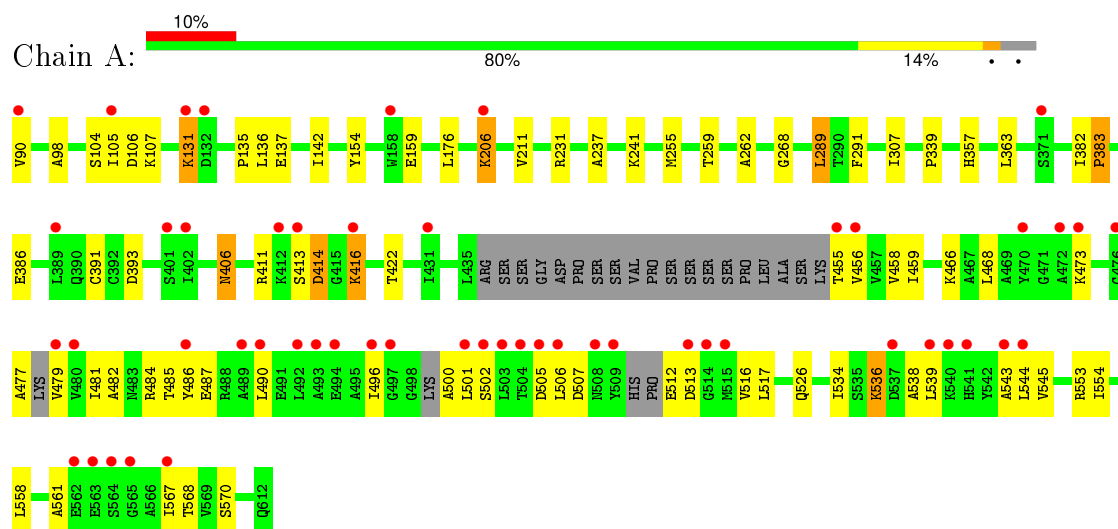 10%
Chain A:
80% 14% • •
V90 A98 S104 I105 D106 K107 K131 D132 P135 L136 E137 I142 Y154 W158 E159 L176 K206 V211 R231 A237 K241 M255 T259 A262 G268 L289 T290 F291 I307 P339 H357 L363 S371 I382 P383
E386 L389 Q390 C391 C392 D393 S401 I402 N406 R411 K412 S413 D414 G415 K416 T422 I431 L435 ARG SER SER GLY ASP PRO SER SER VAL PRO SER SER SER SER PRO LEU ALA SER LYS T455 V456 V457 V458 I459 K466 A467 L468 A469 Y470 G471 A472 K473 G476
A477 LYS V479 V480 I481 A482 N483 R484 T485 Y486 E487 R488 A489 L490 E491 L492 A493 E494 A495 I496 G497 G498 LYS A500 L501 S502 L503 T504 D505 L506 D507 N508 Y509 HIS PRO E512 D513 G514 M515 V516 L517 Q526 I534 S535 K536 D537 A538 L539 K540 H541 Y542 A543 L544 V545 R553 I554
L558 A561 E562 E563 S564 G565 A566 I567 T568 V569 S570 Q612